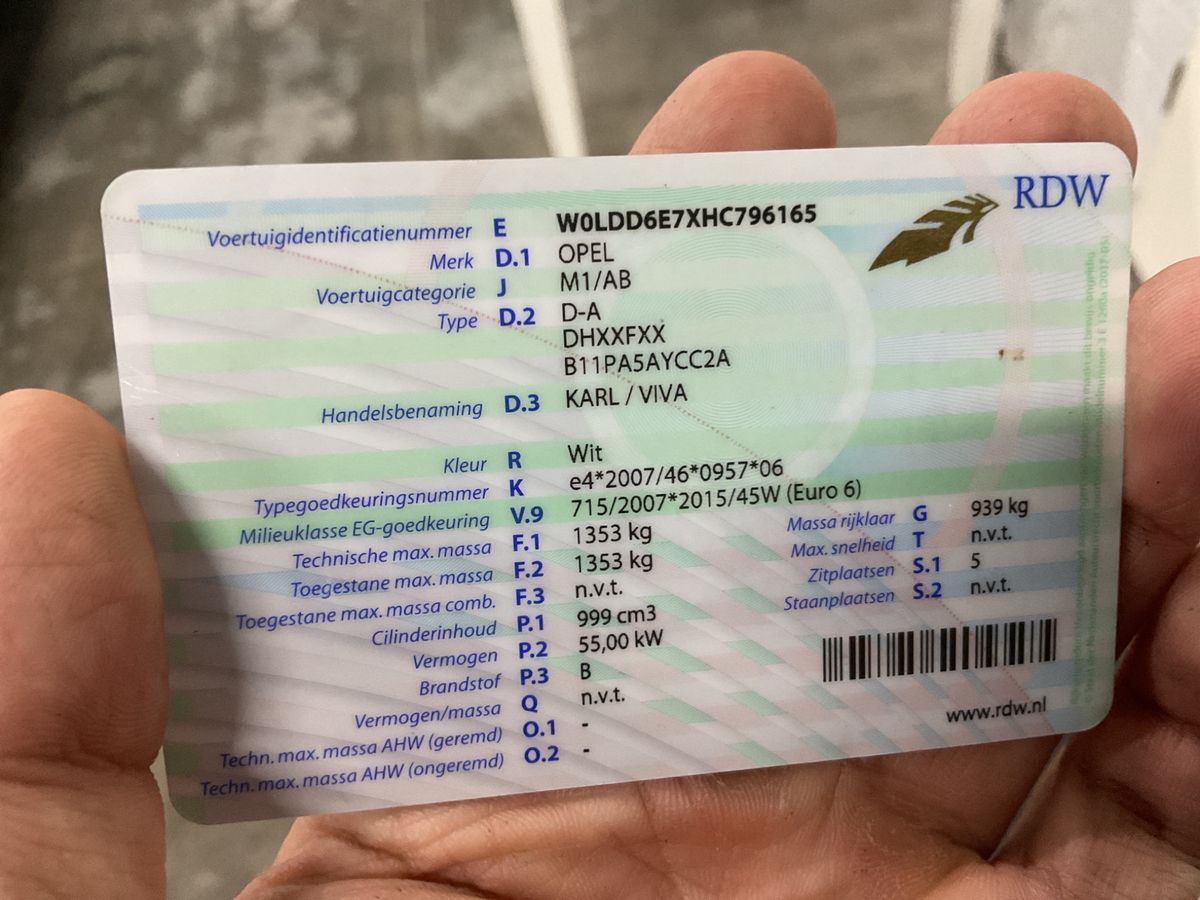 RDW
Voertuigidentificatienummer E W0LDD6E7XHC796165
Merk D.1 OPEL
Voertuigcategorie J M1/AB
Type D.2 D-A
DHXXFXX
B11PA5AYCC2A
Handelsbenaming D.3 KARL / VIVA
Kleur R Wit
Typegoedkeuringsnummer K e4*2007/46*0957*06
Milieuklasse EG-goedkeuring V.9 715/2007*2015/45W (Euro 6)
Technische max. massa F.1 1353 kg
Toegestane max. massa F.2 1353 kg
Toegestane max. massa comb. F.3 n.v.t.
Cilinderinhoud P.1 999 cm3
Vermogen P.2 55,00 kW
Brandstof P.3 B
Vermogen/massa Q n.v.t.
Techn. max. massa AHW (geremd) O.1 -
Techn. max. massa AHW (ongeremd) O.2 -
Massa rijklaar G 939 kg
Max. snelheid T n.v.t.
Zitplaatsen S.1 5
Staanplaatsen S.2 n.v.t.
www.rdw.nl